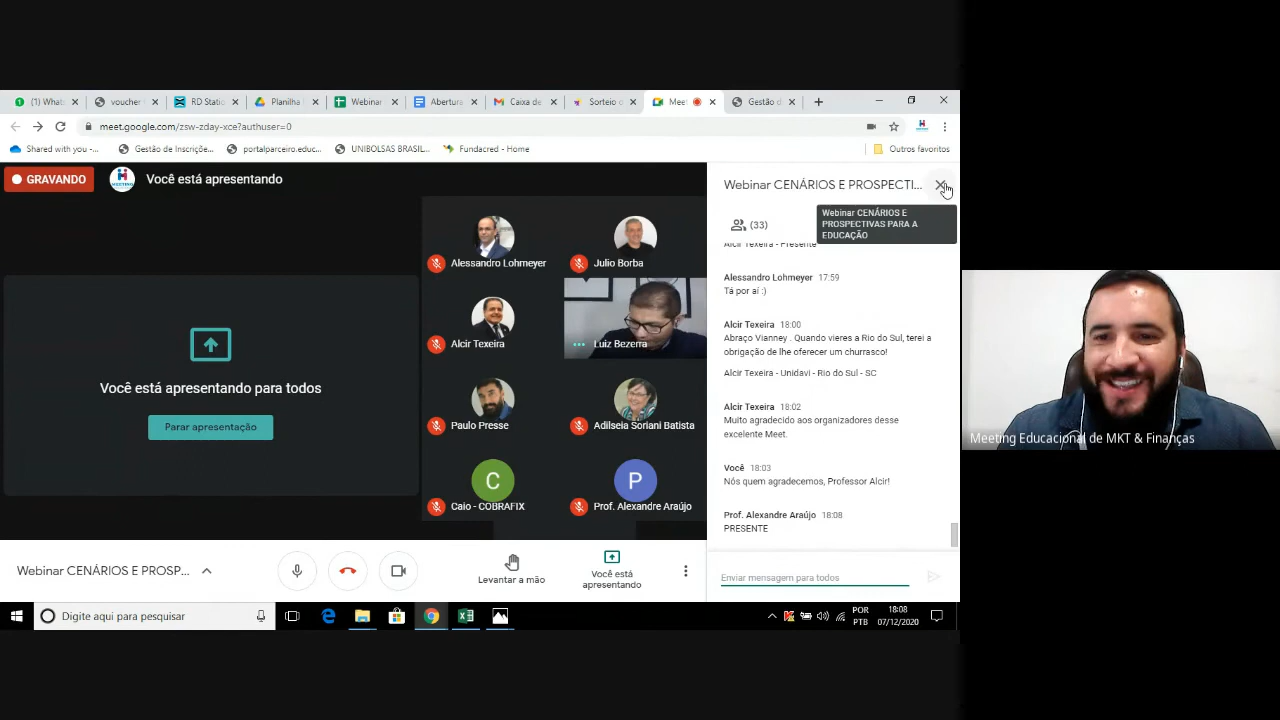 (1) Whats
voucher
RD Statio
Planilha
Webinar
Abertura
Caixa de
Sorteio d
Meet
Gestão d
meet.google.com/zsw-zday-xce?authuser=0
Shared with you -...
Gestão de Inscriçõe...
portalparceiro.educ...
UNIBOLSAS BRASIL...
Fundacred - Home
Outros favoritos
GRAVANDO
MEETING
Você está apresentando
Você está apresentando para todos
Parar apresentação
Alessandro Lohmeyer
Julio Borba
Alcir Texeira
Luiz Bezerra
Paulo Presse
Adilseia Soriani Batista
C
Caio - COBRAFIX
P
Prof. Alexandre Araújo
Webinar CENÁRIOS E PROSPECTI...
(33)
Webinar CENÁRIOS E
PROSPECTIVAS PARA A
EDUCAÇÃO
Alcir Texeira - Presente
Alessandro Lohmeyer 17:59
Tá por aí :)
Alcir Texeira 18:00
Abraço Vianney . Quando vieres a Rio do Sul, terei a
obrigação de lhe oferecer um churrasco!
Alcir Texeira - Unidavi - Rio do Sul - SC
Alcir Texeira 18:02
Muito agradecido aos organizadores desse
excelente Meet.
Você 18:03
Nós quem agradecemos, Professor Alcir!
Prof. Alexandre Araújo 18:08
PRESENTE
Enviar mensagem para todos
Webinar CENÁRIOS E PROSP...
Levantar a mão
Você está
apresentando
Digite aqui para pesquisar
POR
PTB
18:08
07/12/2020
Meeting Educacional de MKT & Finanças